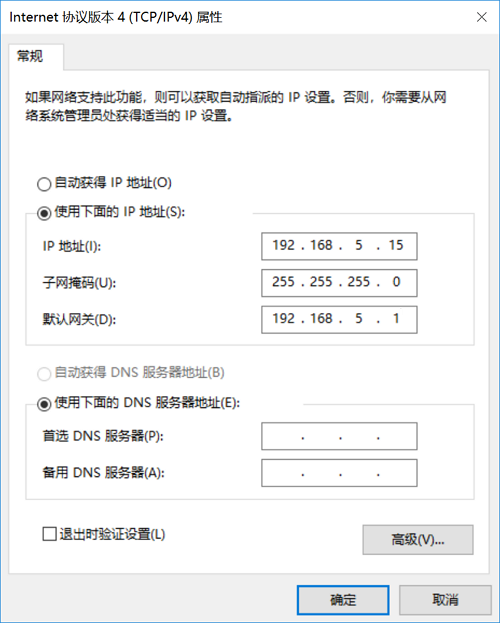 Internet 协议版本 4 (TCP/IPv4) 属性
常规
如果网络支持此功能，则可以获取自动指派的 IP 设置。否则，你需要从网
络系统管理员处获得适当的 IP 设置。
自动获得 IP 地址(O)
使用下面的 IP 地址(S):
IP 地址(I): 192 . 168 . 5 . 15
子网掩码(U): 255 . 255 . 255 . 0
默认网关(D): 192 . 168 . 5 . 1
自动获得 DNS 服务器地址(B)
使用下面的 DNS 服务器地址(E):
首选 DNS 服务器(P): . . .
备用 DNS 服务器(A): . . .
退出时验证设置(L)
高级(V)...
确定 取消